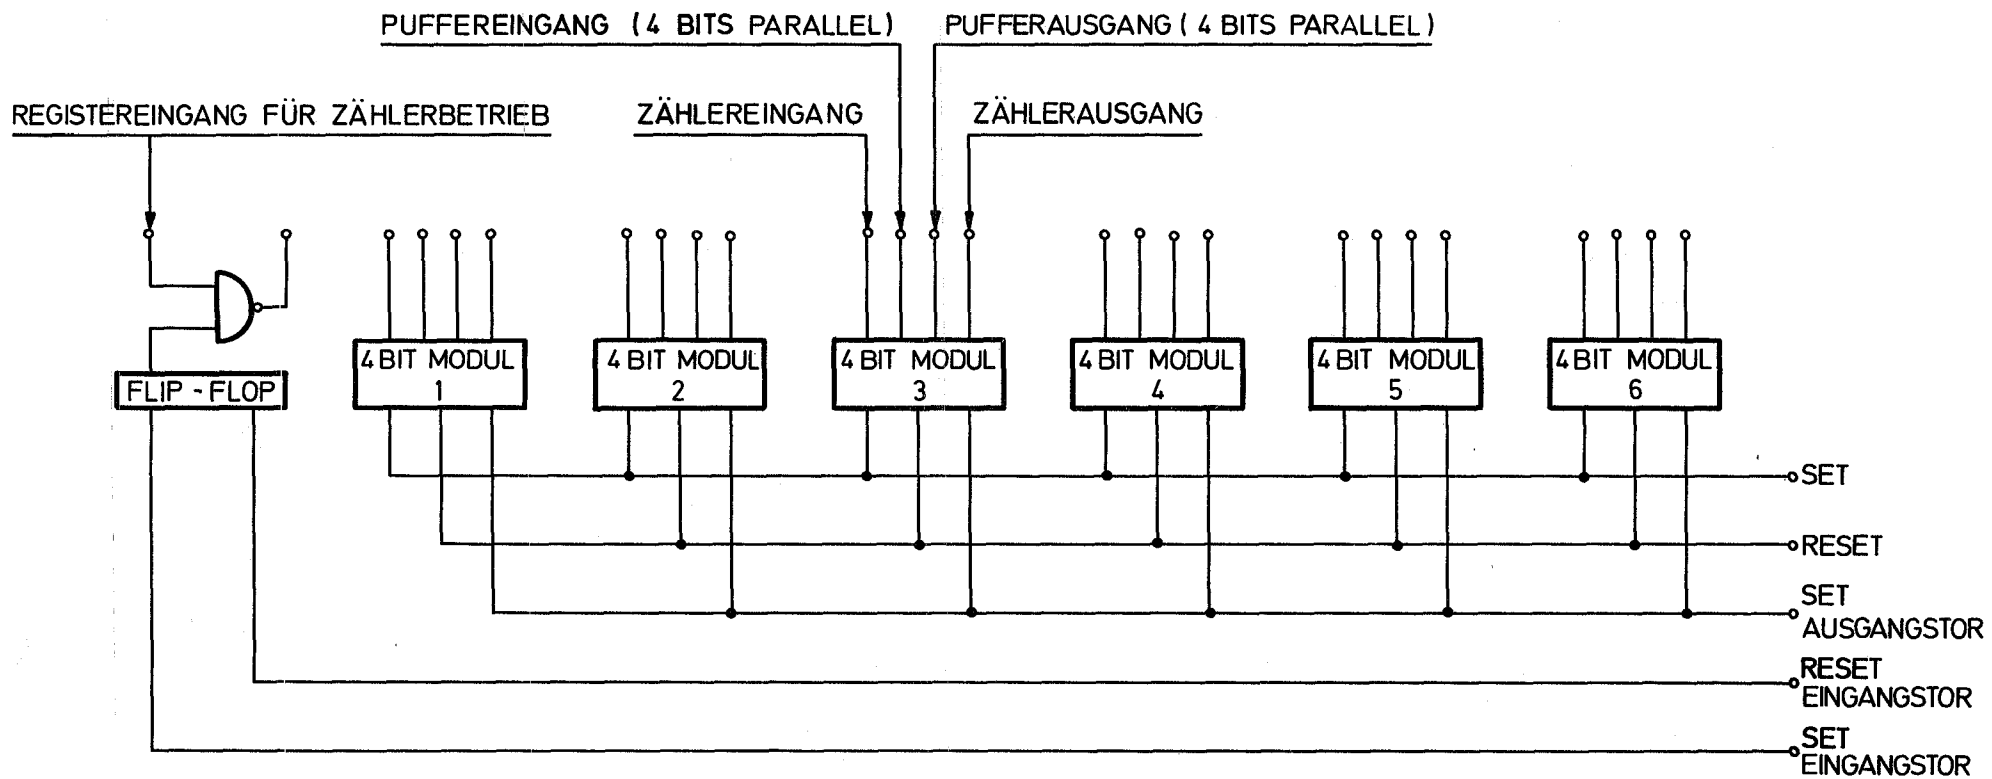 PUFFEREINGANG (4 BITS PARALLEL)
PUFFERAUSGANG (4 BITS PARALLEL)
REGISTEREINGANG FÜR ZÄHLERBETRIEB
ZÄHLEREINGANG
ZÄHLERAUSGANG
FLIP-FLOP
4 BIT MODUL
1
4 BIT MODUL
2
4 BIT MODUL
3
4 BIT MODUL
4
4 BIT MODUL
5
4 BIT MODUL
6
SET
RESET
SET
AUSGANGSTOR
RESET
EINGANGSTOR
SET
EINGANGSTOR